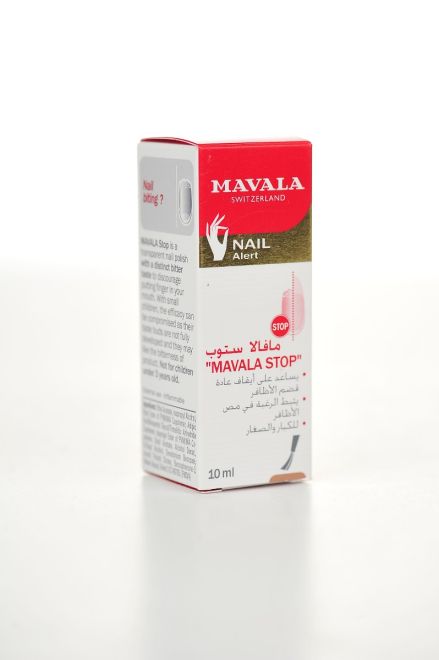 MAVALA
SWITZERLAND
NAIL
Alert
STOP
مافالا ستوب
"MAVALA STOP"
• يساعد على أيقاف عادة
قضم الأظافر
• يثبط الرغبة في مص
الأظافر
• للكبار والصغار
10 ml
Nail
biting ?
MAVALA Stop is a
transparent nail polish
with a distinct bitter
taste to discourage
putting finger in your
mouth. With small
children, the efficacy can
be compromised as their
taste buds are not fully
developed and they may
like the bitterness of
product. Not for children
under 3 years old.